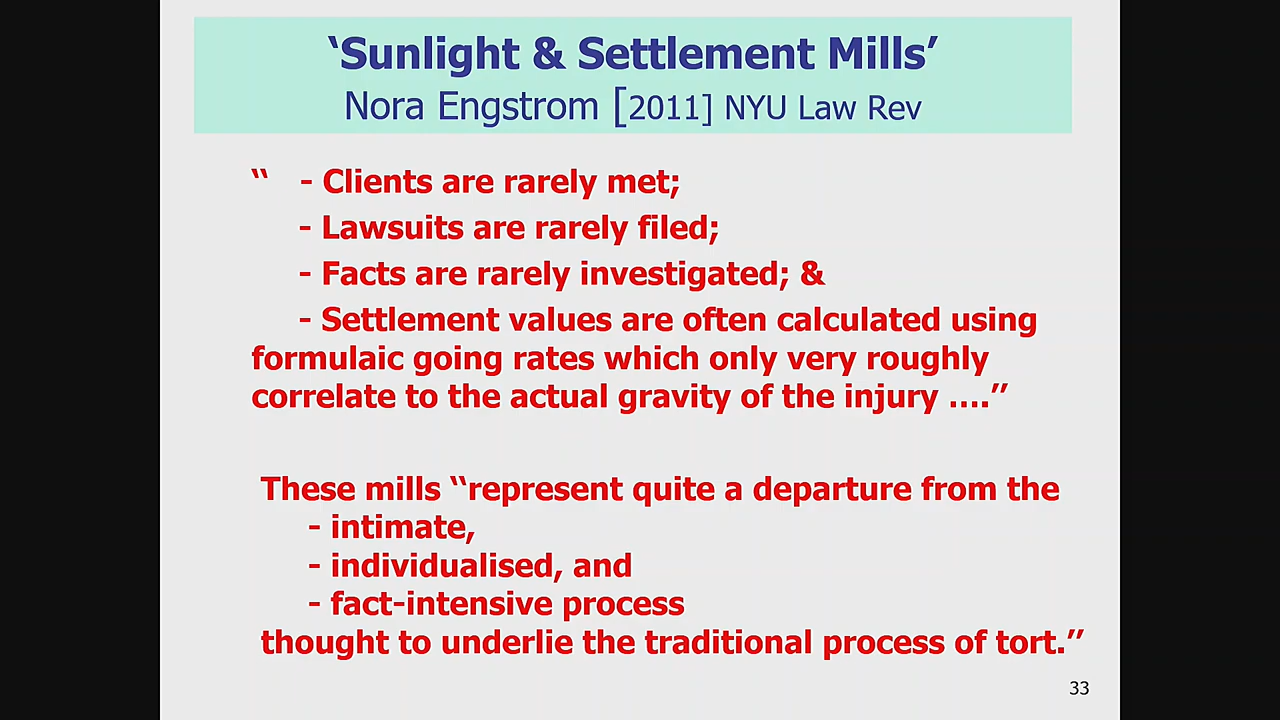 ‘Sunlight & Settlement Mills’
Nora Engstrom [2011] NYU Law Rev
“ - Clients are rarely met;
- Lawsuits are rarely filed;
- Facts are rarely investigated; &
- Settlement values are often calculated using
formulaic going rates which only very roughly
correlate to the actual gravity of the injury ….”
These mills “represent quite a departure from the
- intimate,
- individualised, and
- fact-intensive process
thought to underlie the traditional process of tort.”
33